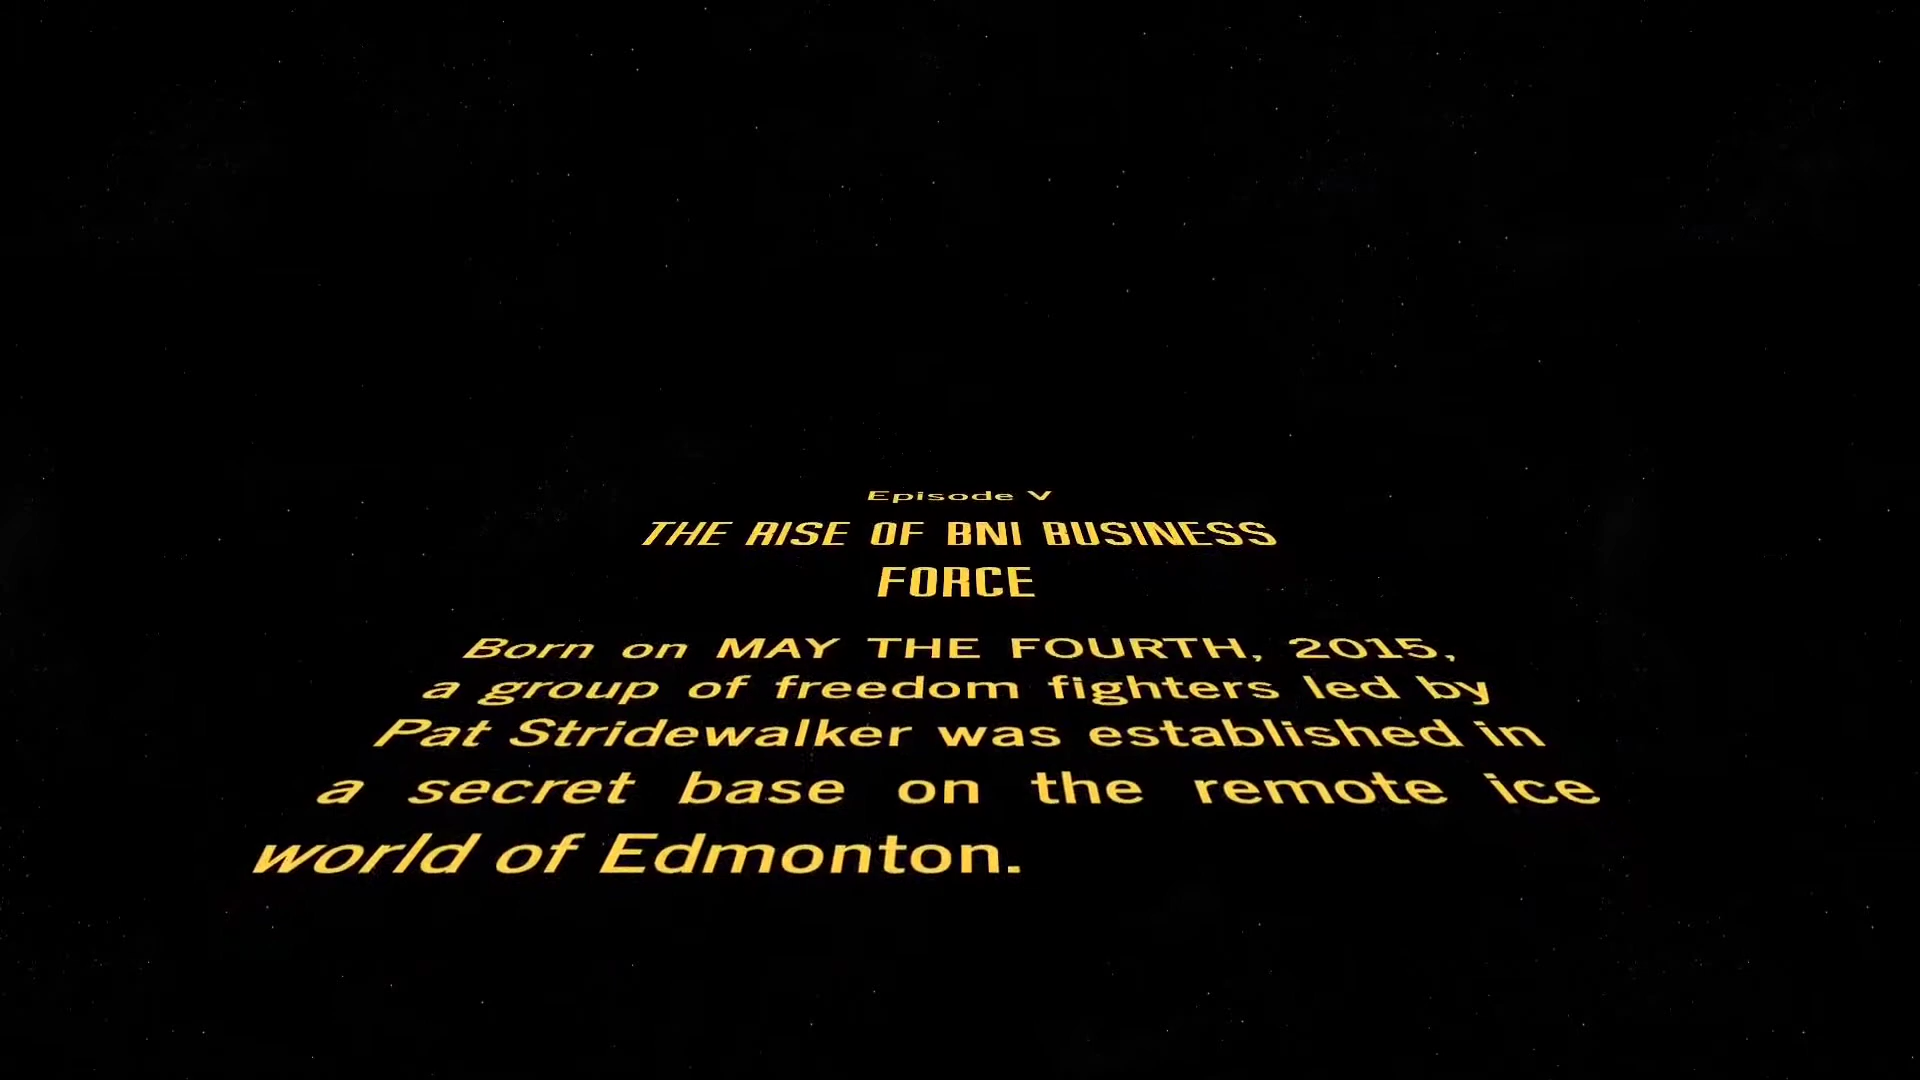 Episode V
THE RISE OF BNI BUSINESS
FORCE
Born on MAY THE FOURTH, 2015,
a group of freedom fighters led by
Pat Stridewalker was established in
a secret base on the remote ice
world of Edmonton.